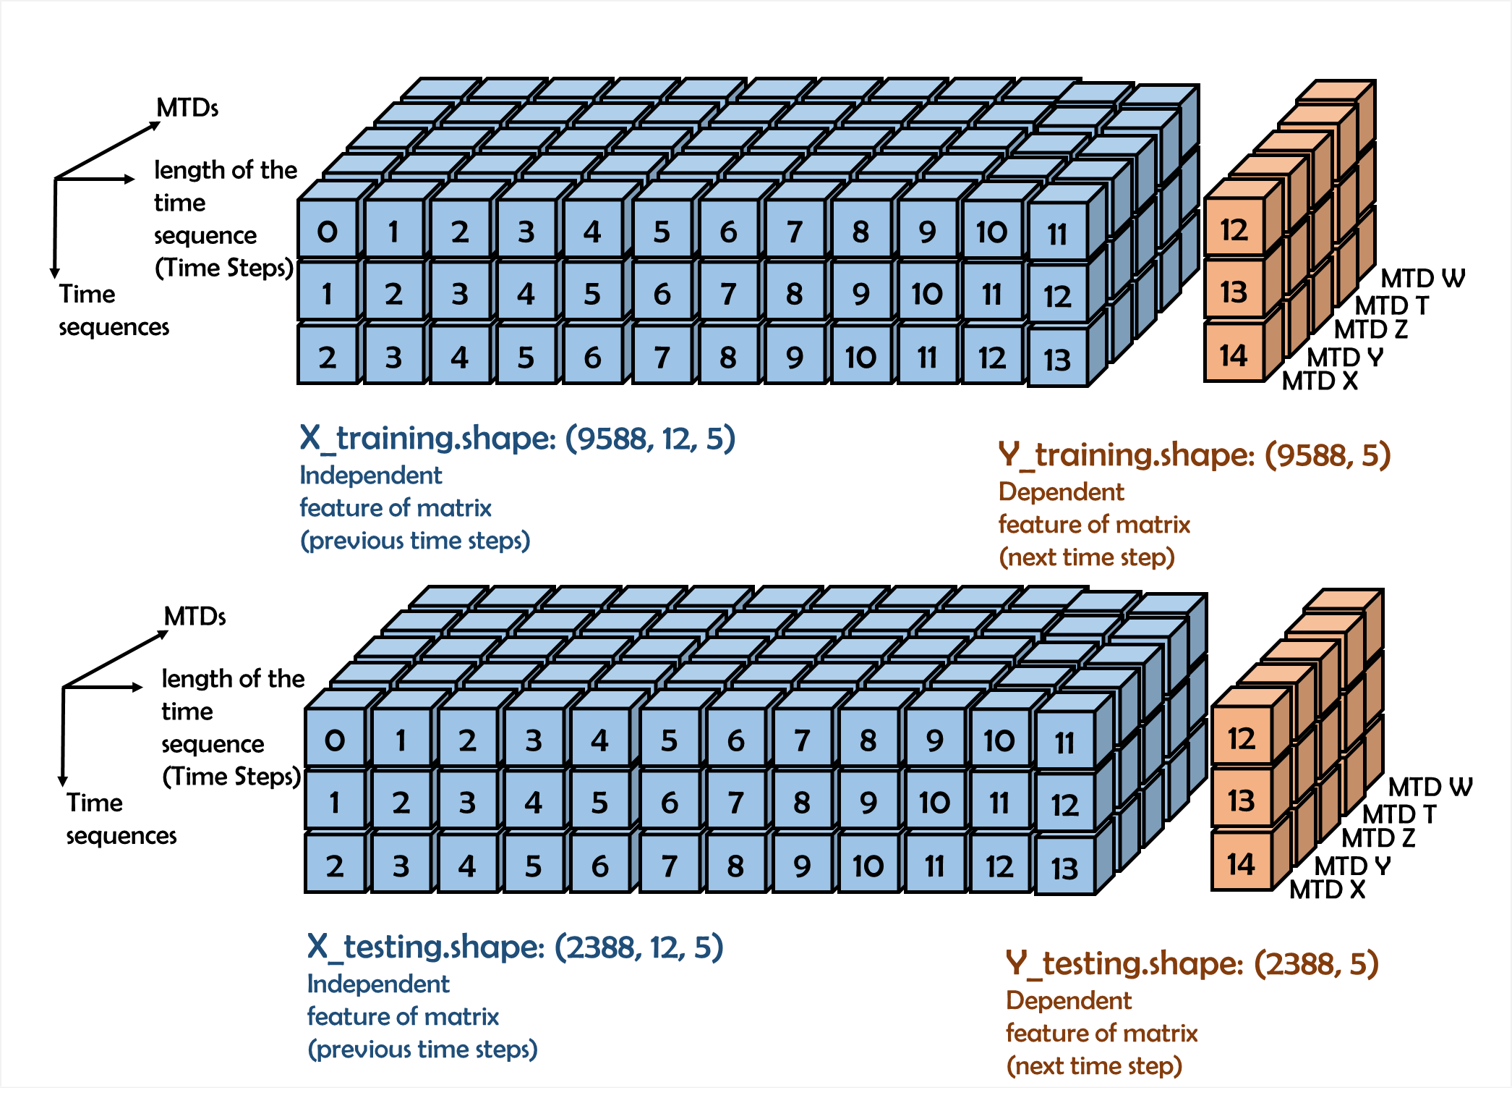 MTDs
length of the
time
sequence
(Time Steps)
Time
sequences
0 1 2 3 4 5 6 7 8 9 10 11
1 2 3 4 5 6 7 8 9 10 11 12
2 3 4 5 6 7 8 9 10 11 12 13
12
13
14
MTD W
MTD T
MTD Z
MTD Y
MTD X
X_training.shape: (9588, 12, 5)
Independent
feature of matrix
(previous time steps)
Y_training.shape: (9588, 5)
Dependent
feature of matrix
(next time step)
MTDs
length of the
time
sequence
(Time Steps)
Time
sequences
0 1 2 3 4 5 6 7 8 9 10 11
1 2 3 4 5 6 7 8 9 10 11 12
2 3 4 5 6 7 8 9 10 11 12 13
12
13
14
MTD W
MTD T
MTD Z
MTD Y
MTD X
X_testing.shape: (2388, 12, 5)
Independent
feature of matrix
(previous time steps)
Y_testing.shape: (2388, 5)
Dependent
feature of matrix
(next time step)